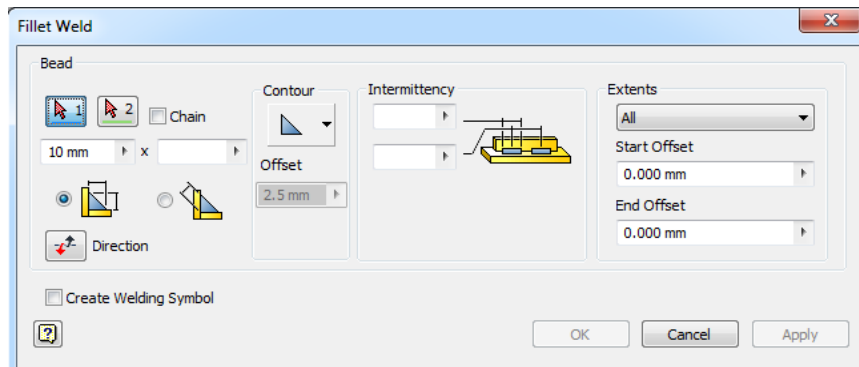 Fillet Weld
Bead
1
2
Chain
10 mm
x
Direction
Contour
Offset
2.5 mm
Intermittency
Extents
All
Start Offset
0.000 mm
End Offset
0.000 mm
Create Welding Symbol
?
OK
Cancel
Apply